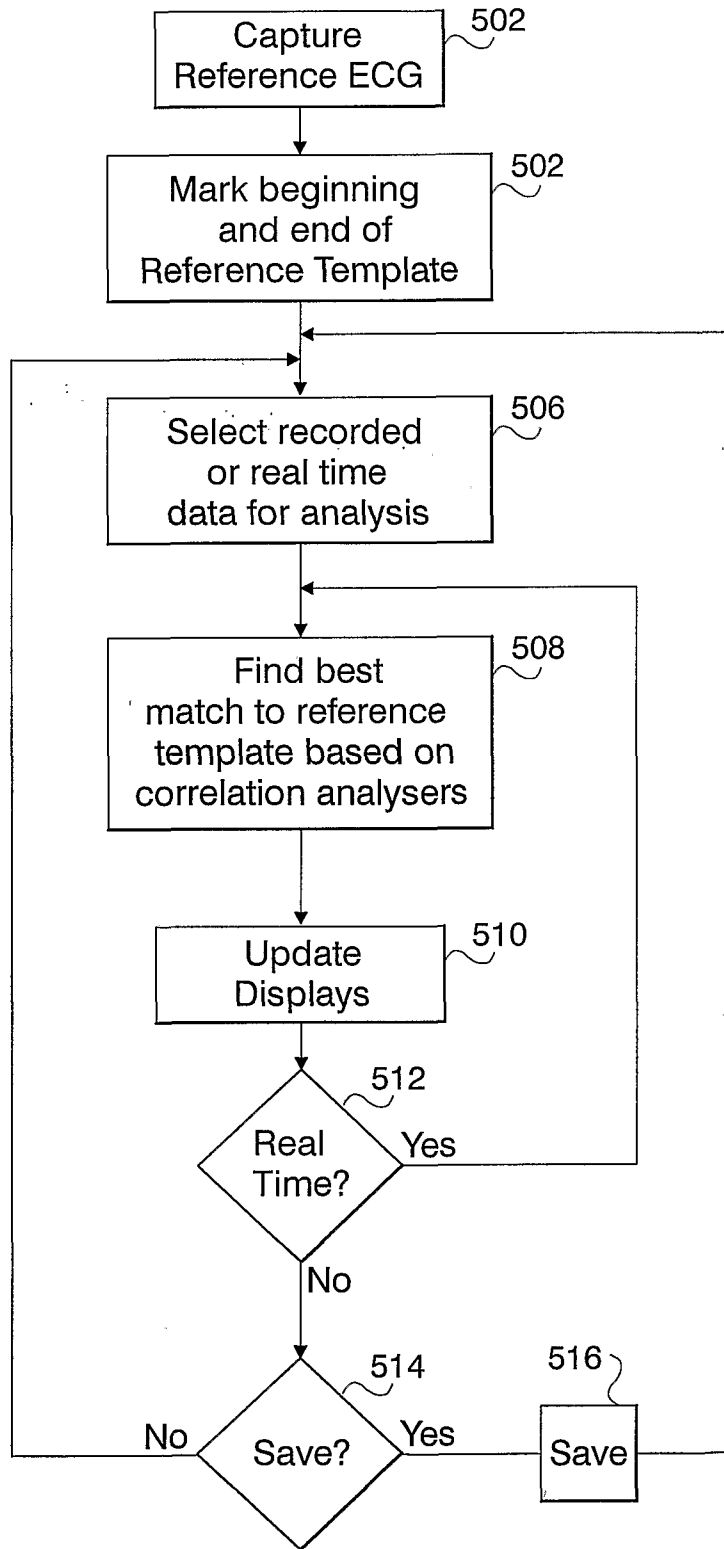 Capture
Reference ECG
502
Mark beginning
and end of
Reference Template
502
Select recorded
or real time
data for analysis
506
Find best
match to reference
template based on
correlation analysers
508
Update
Displays
510
Real
Time?
512
Yes
No
Save?
514
No
Yes
Save
516